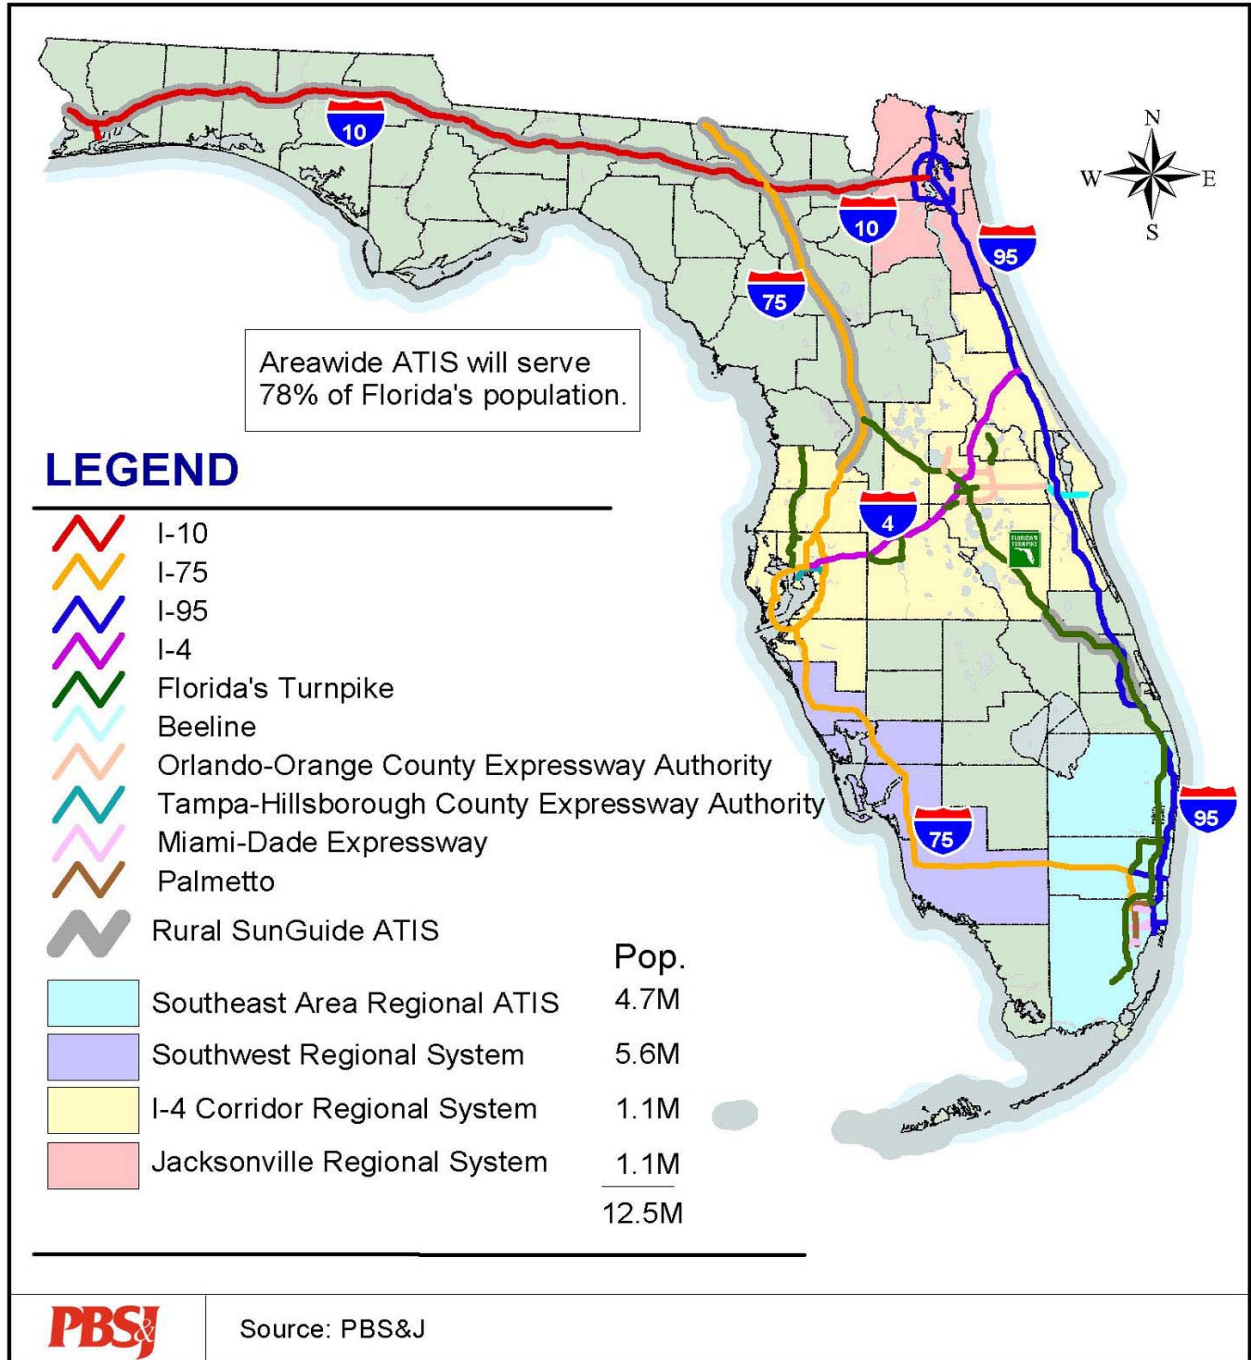 10
N
W
E
S
10
95
75
Areawide ATIS will serve
78% of Florida's population.
LEGEND
4
I-10
FLORIDA'S
TURNPIKE
I-75
I-95
I-4
Florida's Turnpike
Beeline
Orlando-Orange County Expressway Authority
Tampa-Hillsborough County Expressway Authority
95
75
Miami-Dade Expressway
Palmetto
Rural SunGuide ATIS
Pop.
Southeast Area Regional ATIS 4.7M
Southwest Regional System 5.6M
I-4 Corridor Regional System 1.1M
Jacksonville Regional System 1.1M
12.5M
PBS&J
Source: PBS&J